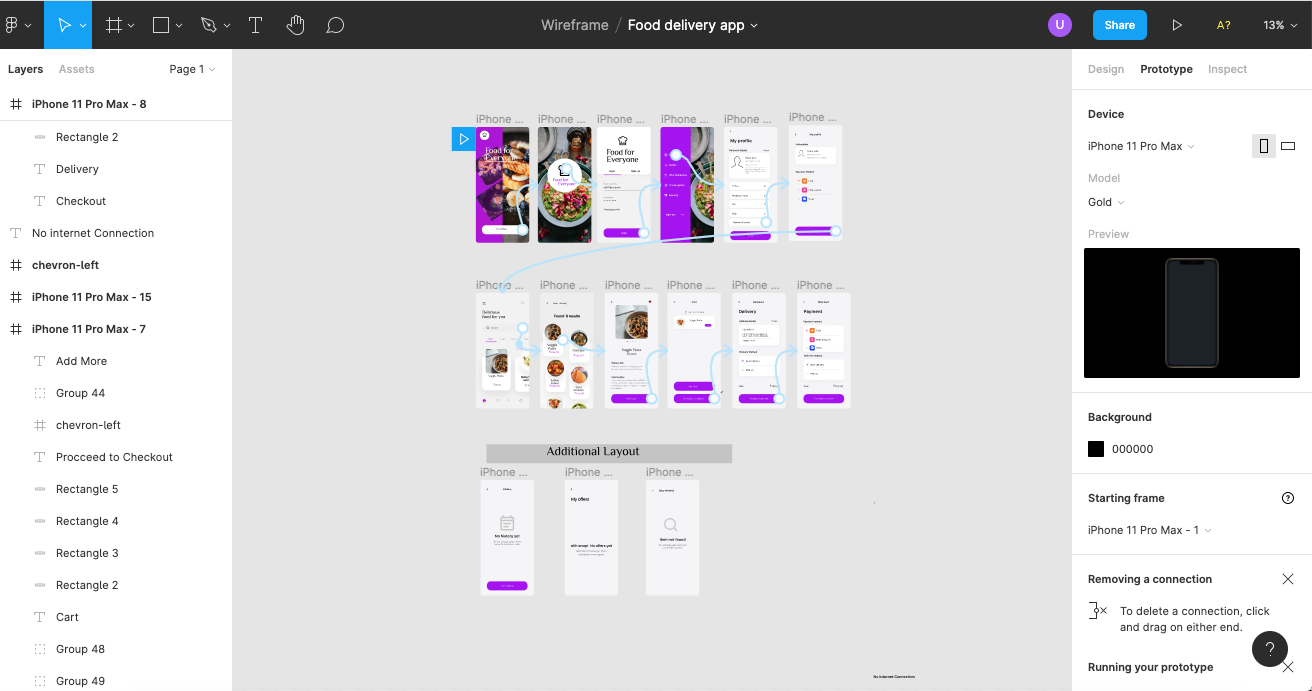 Wireframe / Food delivery app
U
Share
A?
13%
Layers
Assets
Page 1
iPhone 11 Pro Max - 8
Rectangle 2
Delivery
Checkout
No internet Connection
chevron-left
iPhone 11 Pro Max - 15
iPhone 11 Pro Max - 7
Add More
Group 44
chevron-left
Procceed to Checkout
Rectangle 5
Rectangle 4
Rectangle 3
Rectangle 2
Cart
Group 48
Group 49
iPhone ...
iPhone ...
iPhone ...
iPhone ...
iPhone ...
iPhone ...
Food for
Everyone
Food for
Everyone
Food for
Everyone
My profile
iPhone ...
iPhone ...
iPhone ...
iPhone ...
iPhone ...
iPhone ...
Delicious
food for you
Found 6 results
Veggie
Delivery
Payment
Additional Layout
iPhone ...
iPhone ...
iPhone ...
No history yet
My offers
ohh snap! No offers yet
Item not found
No internet Connection
Design
Prototype
Inspect
Device
iPhone 11 Pro Max
Model
Gold
Preview
Background
000000
Starting frame
iPhone 11 Pro Max - 1
Removing a connection
To delete a connection, click
and drag on either end.
Running your prototype
?